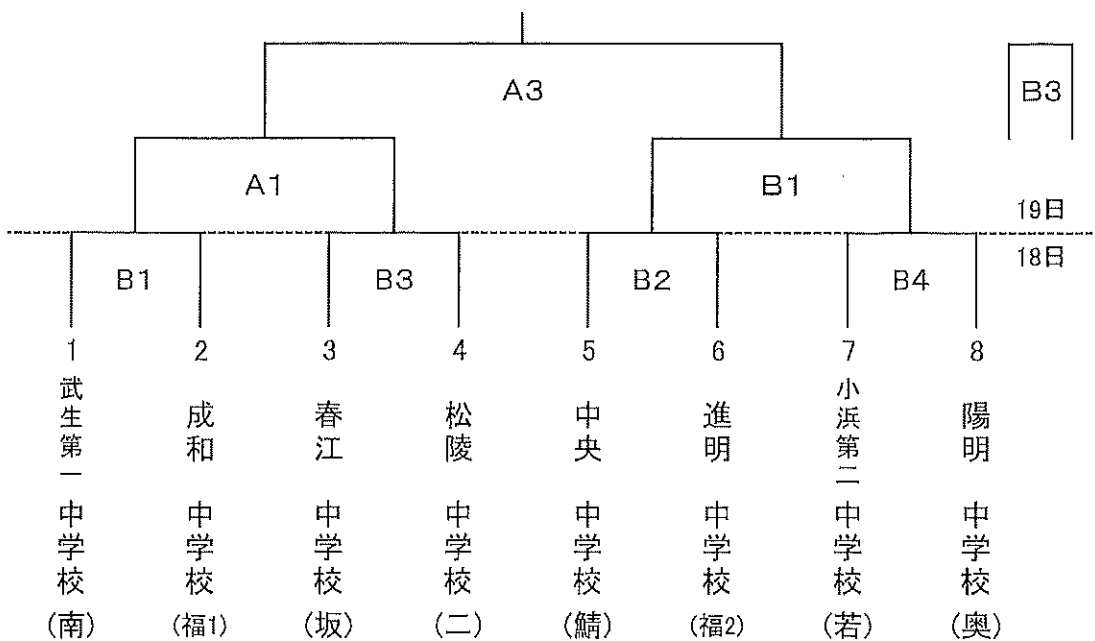 A3
B3
A1
B1
19日
18日
B1
B3
B2
B4
1
2
3
4
5
6
7
8
武生第一中学校(南)
成和中学校(福1)
春江中学校(坂)
松陵中学校(二)
中央中学校(鯖)
進明中学校(福2)
小浜第二中学校(若)
陽明中学校(奥)